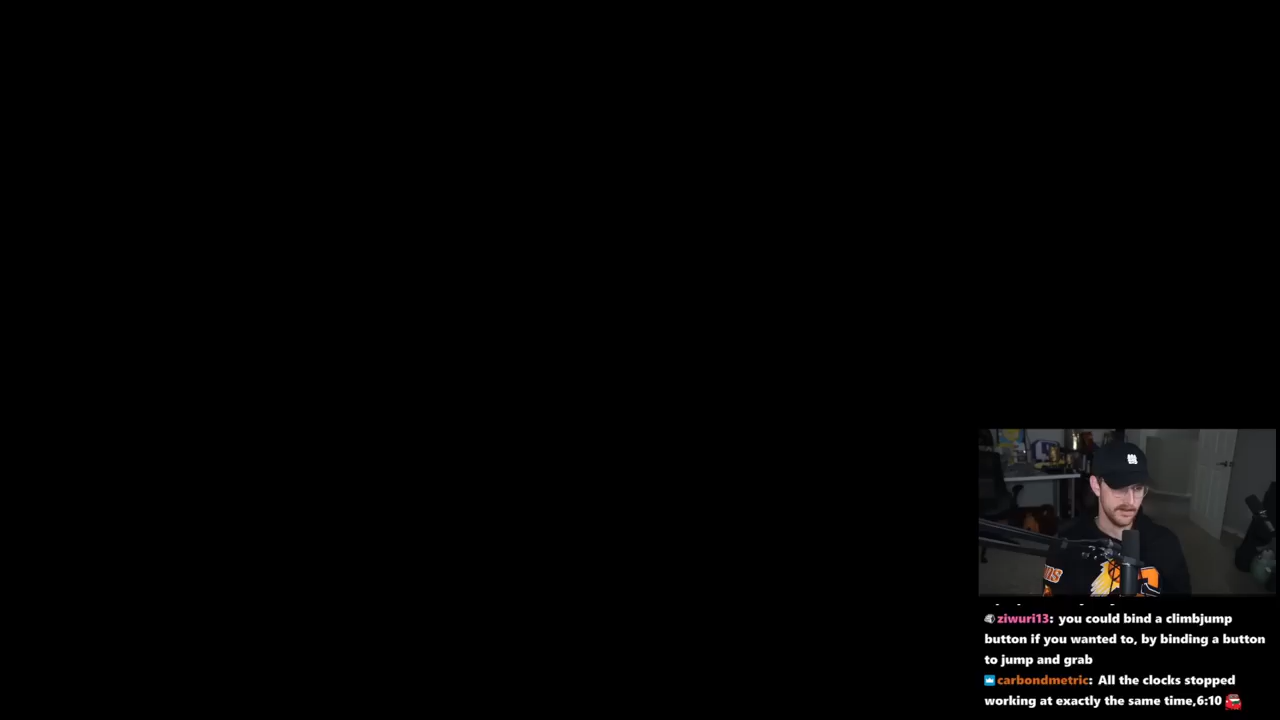 ziwuri13: you could bind a climbjump
button if you wanted to, by binding a button
to jump and grab
carbondmetric: All the clocks stopped
working at exactly the same time,6:10